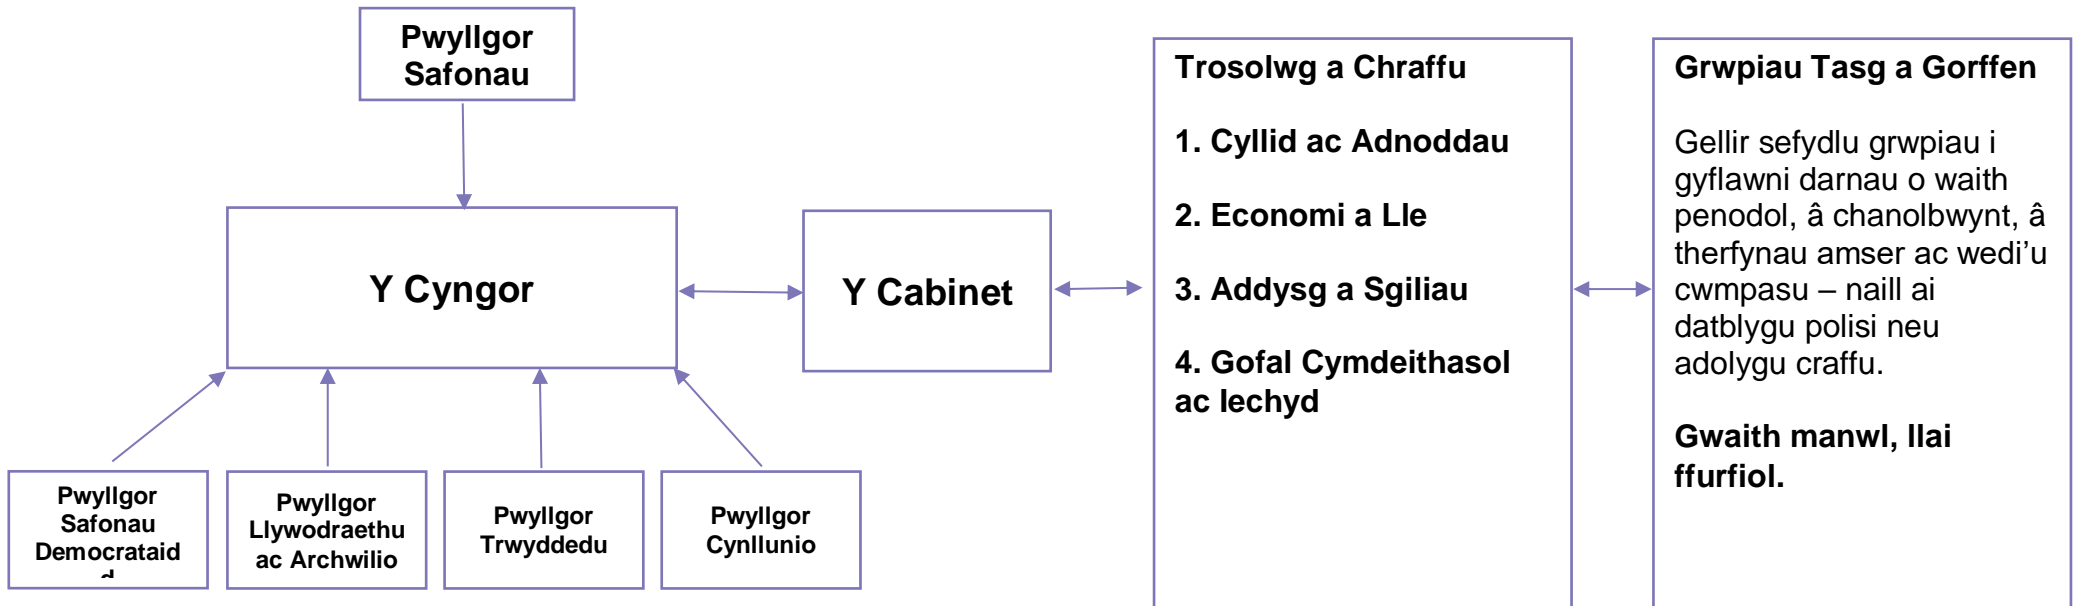 Pwyllgor
Safonau
Y Cyngor
Y Cabinet
Pwyllgor
Safonau
Democrataid
d
Pwyllgor
Llywodraethu
ac Archwilio
Pwyllgor
Trwyddedu
Pwyllgor
Cynllunio
Trosolwg a Chraffu
1. Cyllid ac Adnoddau
2. Economi a Lle
3. Addysg a Sgiliau
4. Gofal Cymdeithasol
ac Iechyd
Grwpiau Tasg a Gorffen
Gellir sefydlu grwpiau i
gyflawni darnau o waith
penodol, â chanolbwynt, â
therfynau amser ac wedi’u
cwmpasu – naill ai
datblygu polisi neu
adolygu craffu.
Gwaith manwl, llai
ffurfiol.